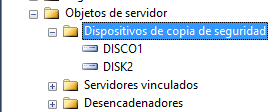 Objetos de servidor
Dispositivos de copia de seguridad
DISCO1
DISK2
Servidores vinculados
Desencadenadores